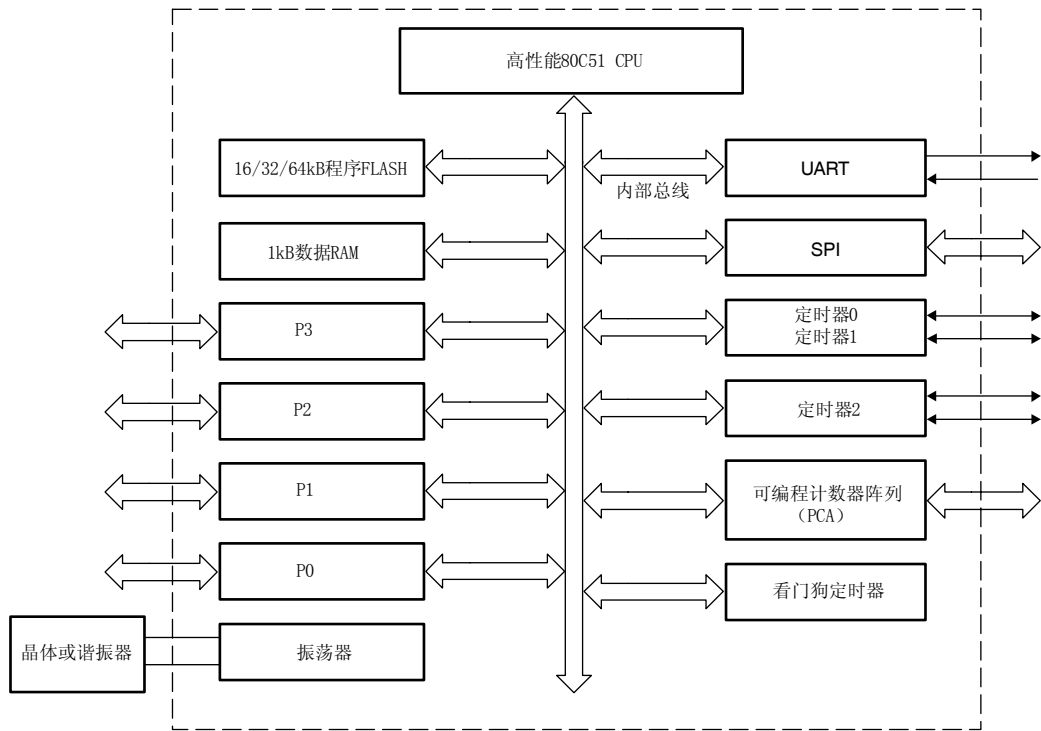 高性能80C51 CPU
16/32/64kB程序FLASH
UART
内部总线
1kB数据RAM
SPI
P3
定时器0
定时器1
P2
定时器2
P1
可编程计数器阵列
（PCA）
P0
看门狗定时器
晶体或谐振器
振荡器